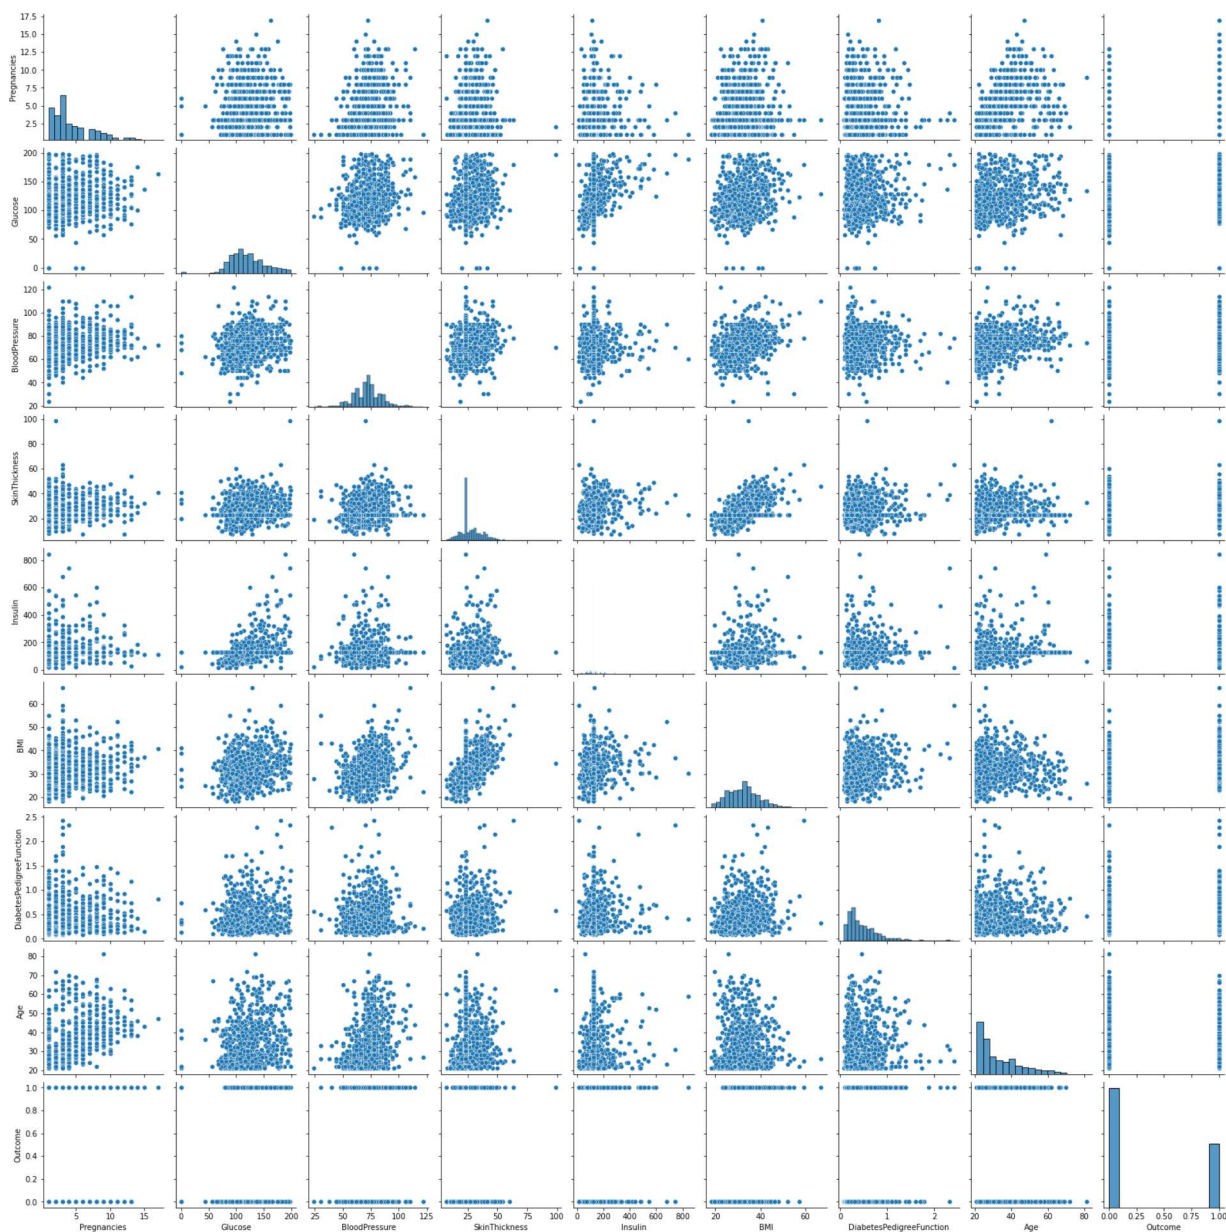 17.5
15.0
12.5
10.0
7.5
5.0
2.5
Pregnancies
200
150
100
50
0
Glucose
120
100
80
60
40
20
BloodPressure
100
80
60
40
20
SkinThickness
800
600
400
200
0
Insulin
60
50
40
30
20
BMI
2.5
2.0
1.5
1.0
0.5
0.0
DiabetesPedigreeFunction
80
70
60
50
40
30
20
Age
1.0
0.8
0.6
0.4
0.2
0.0
Outcome
5 10 15
Pregnancies
0 50 100 150 200
Glucose
25 50 75 100 125
BloodPressure
25 50 75 100
SkinThickness
0 200 400 600 800
Insulin
20 40 60
BMI
0 1 2
DiabetesPedigreeFunction
20 40 60 80
Age
0.00 0.25 0.50 0.75 1.00
Outcome